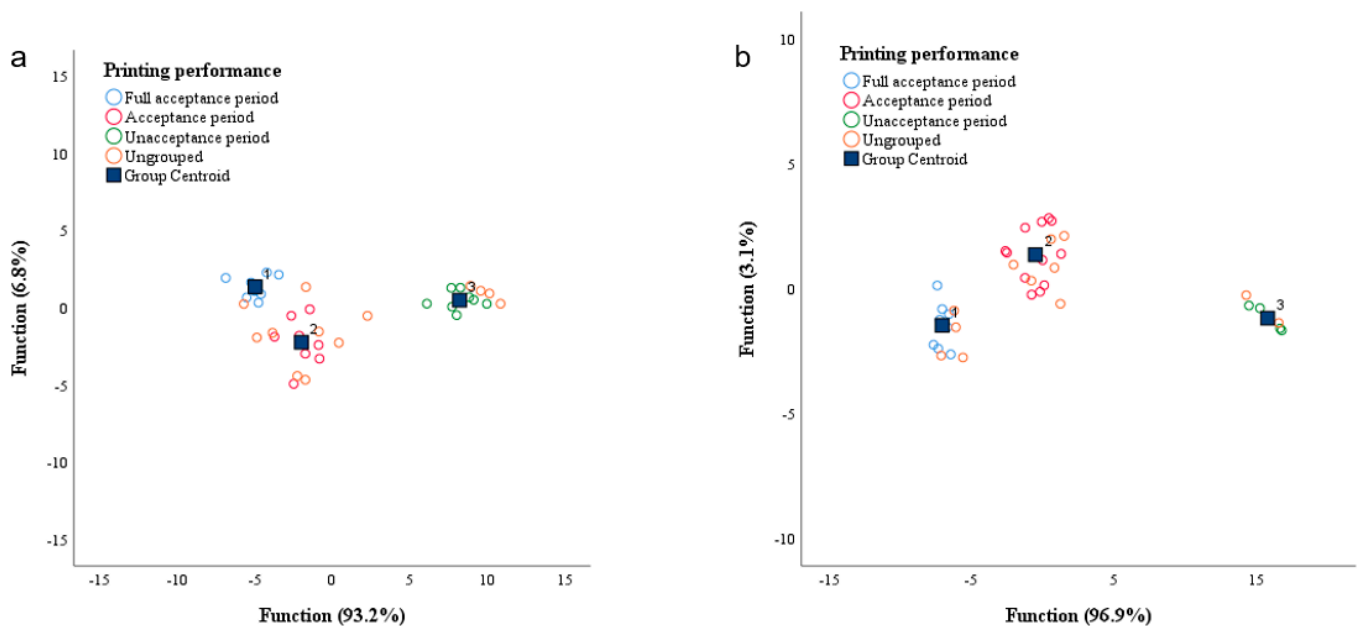 a
Printing performance
Full acceptance period
Acceptance period
Unacceptance period
Ungrouped
Group Centroid
15
10
5
0
-5
-10
-15
Function (6.8%)
1
2
3
-15
-10
-5
0
5
10
15
Function (93.2%)
b
Printing performance
Full acceptance period
Acceptance period
Unacceptance period
Ungrouped
Group Centroid
10
5
0
-5
-10
Function (3.1%)
1
2
3
-15
-5
5
15
Function (96.9%)